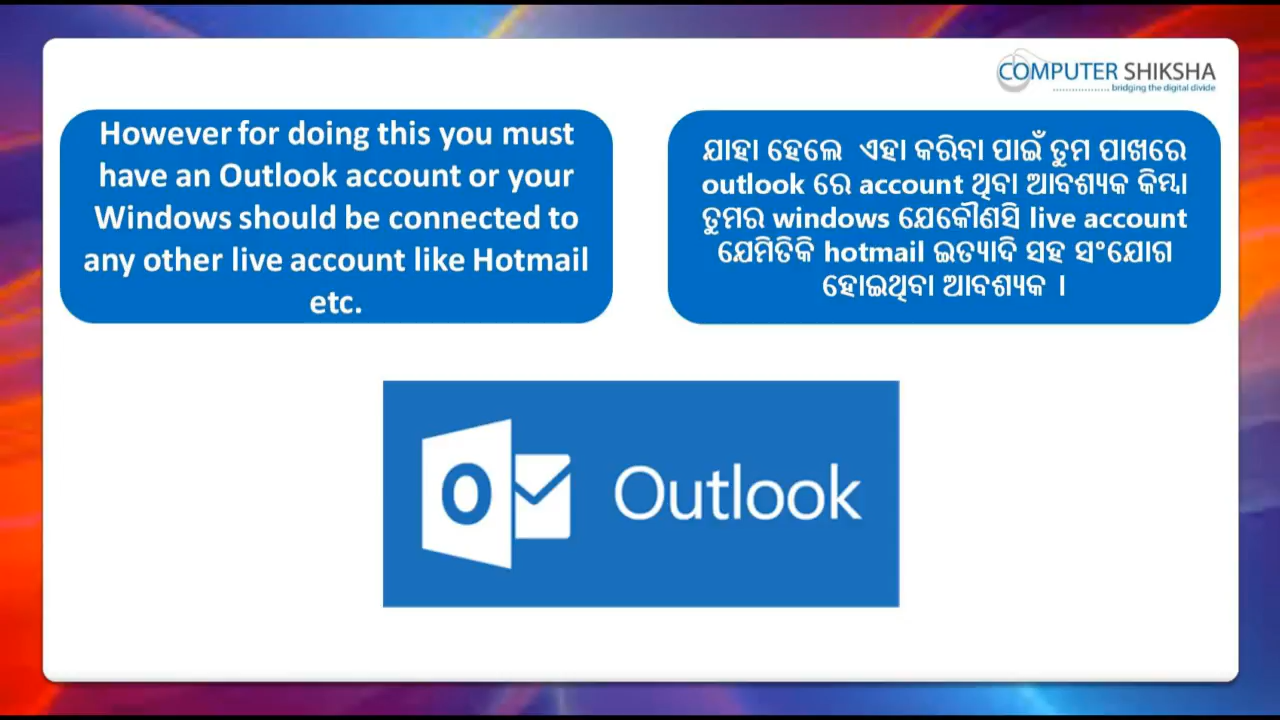 COMPUTER SHIKSHA
bridging the digital divide
However for doing this you must
have an Outlook account or your
Windows should be connected to
any other live account like Hotmail
etc.
ଯାହା ହେଲେ ଏହା କରିବା ପାଇଁ ତୁମ ପାଖରେ
outlook ରେ account ଥିବା ଆବଶ୍ୟକ କିମ୍ବା
ତୁମର windows ଯେକୌଣସି live account
ଯେମିତିକି hotmail ଇତ୍ୟାଦି ସହ ସଂଯୋଗ
ହୋଇଥିବା ଆବଶ୍ୟକ ।
O Outlook